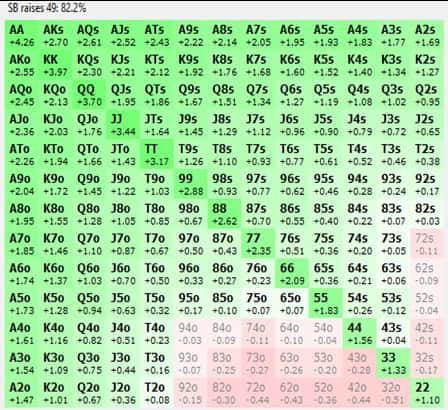 SB raises 49: 82.2%
AA AKs AQs AJs ATs A9s A8s A7s A6s A5s A4s A3s A2s
+4.26 +2.70 +2.61 +2.52 +2.43 +2.22 +2.14 +2.05 +1.95 +1.93 +1.83 +1.77 +1.69
AKo KK KQs KJs KTs K9s K8s K7s K6s K5s K4s K3s K2s
+2.55 +3.97 +2.30 +2.21 +2.12 +1.92 +1.76 +1.68 +1.60 +1.52 +1.40 +1.34 +1.27
AQo KQo QQ QJs QTs Q9s Q8s Q7s Q6s Q5s Q4s Q3s Q2s
+2.45 +2.13 +3.70 +1.95 +1.86 +1.67 +1.51 +1.34 +1.27 +1.19 +1.08 +1.02 +0.95
AJo KJo QJo JJ JTs J9s J8s J7s J6s J5s J4s J3s J2s
+2.36 +2.03 +1.76 +3.44 +1.64 +1.45 +1.29 +1.12 +0.96 +0.90 +0.79 +0.72 +0.65
ATo KTo QTo JTo TT T9s T8s T7s T6s T5s T4s T3s T2s
+2.26 +1.94 +1.66 +1.43 +3.17 +1.26 +1.10 +0.93 +0.77 +0.61 +0.52 +0.46 +0.38
A9o K9o Q9o J9o T9o 99 98s 97s 96s 95s 94s 93s 92s
+2.04 +1.72 +1.45 +1.22 +1.03 +2.88 +0.93 +0.77 +0.62 +0.46 +0.28 +0.24 +0.17
A8o K8o Q8o J8o T8o 98o 88 87s 86s 85s 84s 83s 82s
+1.95 +1.55 +1.28 +1.05 +0.85 +0.67 +2.62 +0.70 +0.55 +0.40 +0.22 +0.07 +0.03
A7o K7o Q7o J7o T7o 97o 87o 77 76s 75s 74s 73s 72s
+1.85 +1.46 +1.10 +0.87 +0.67 +0.50 +0.43 +2.35 +0.51 +0.36 +0.20 +0.05 -0.11
A6o K6o Q6o J6o T6o 96o 86o 76o 66 65s 64s 63s 62s
+1.74 +1.37 +1.03 +0.70 +0.50 +0.33 +0.27 +0.23 +2.09 +0.36 +0.21 +0.06 -0.09
A5o K5o Q5o J5o T5o 95o 85o 75o 65o 55 54s 53s 52s
+1.73 +1.28 +0.94 +0.63 +0.32 +0.17 +0.10 +0.07 +0.07 +1.83 +0.26 +0.12 -0.04
A4o K4o Q4o J4o T4o 94o 84o 74o 64o 54o 44 43s 42s
+1.61 +1.16 +0.82 +0.51 +0.23 -0.03 -0.09 -0.11 -0.10 -0.04 +1.56 +0.04 -0.11
A3o K3o Q3o J3o T3o 93o 83o 73o 63o 53o 43o 33 32s
+1.54 +1.09 +0.75 +0.44 +0.16 -0.07 -0.25 -0.27 -0.26 -0.20 -0.28 +1.33 -0.17
A2o K2o Q2o J2o T2o 92o 82o 72o 62o 52o 42o 32o 22
+1.47 +1.01 +0.67 +0.36 +0.08 -0.15 -0.30 -0.44 -0.43 -0.36 -0.44 -0.51 +1.10